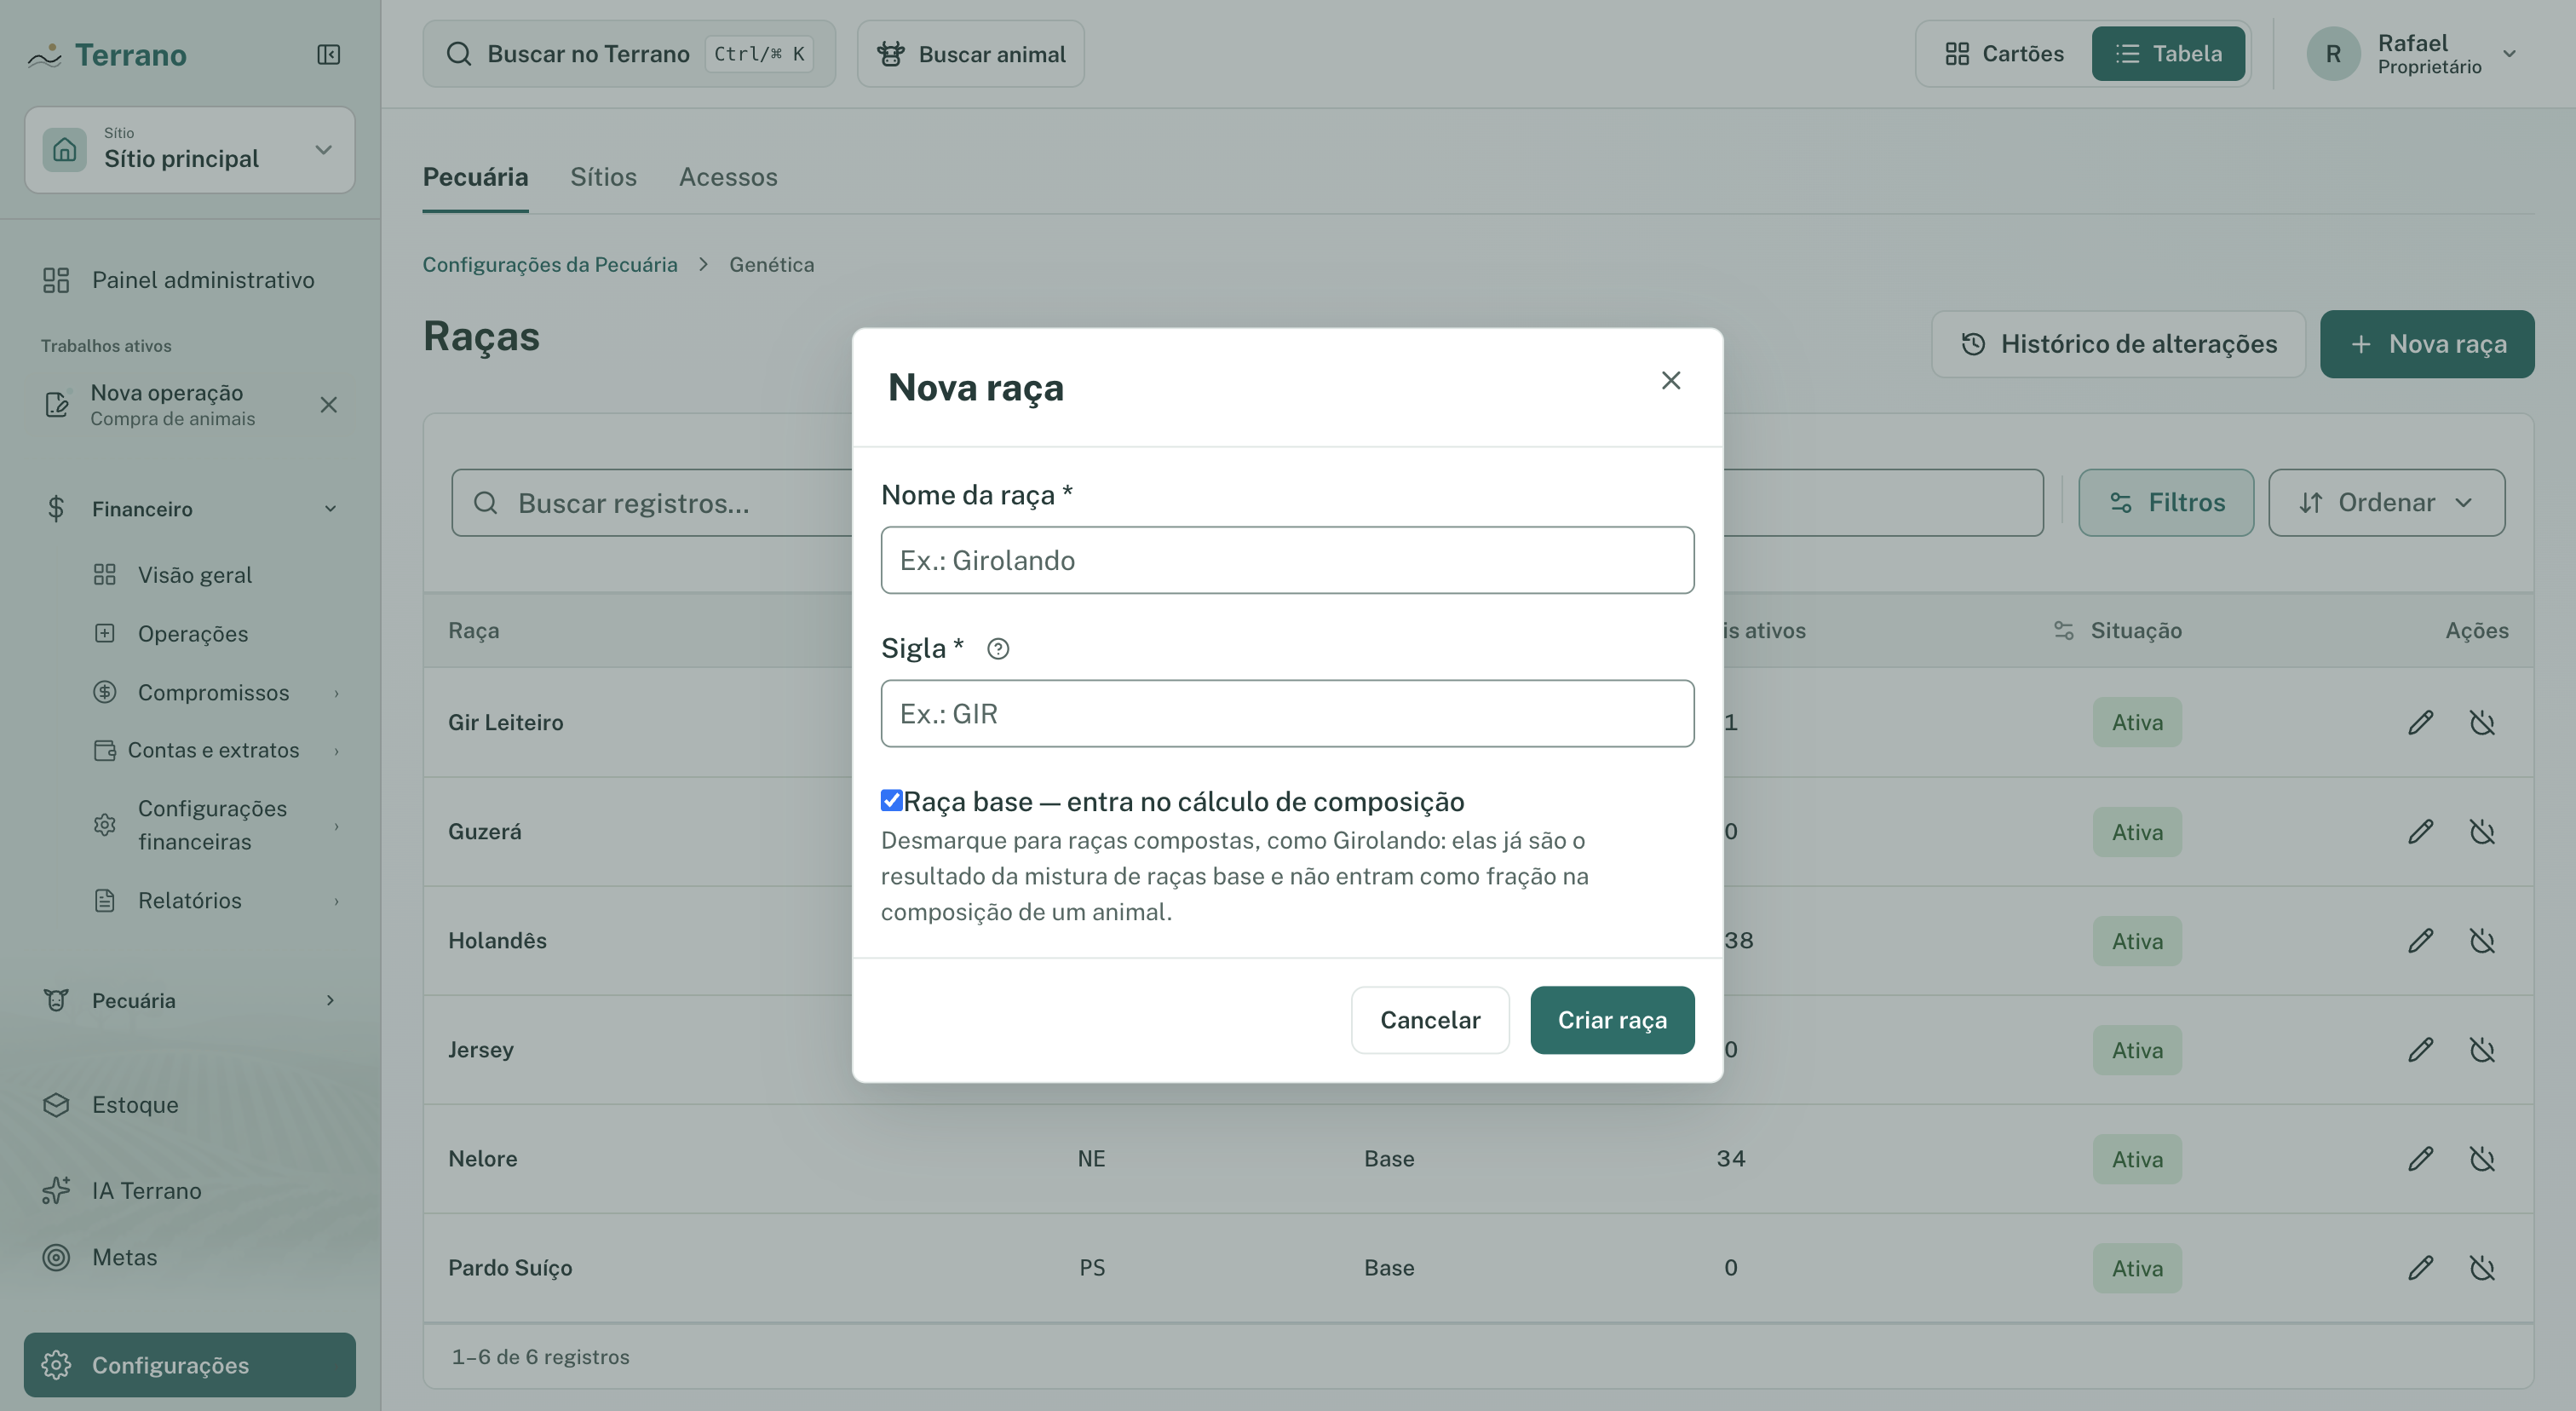 Terrano
Buscar no Terrano Ctrl/⌘ K
Buscar animal
Cartões
Tabela
R
Rafael
Proprietário
Sítio
Sítio principal
Pecuária Sítios Acessos
Configurações da Pecuária > Genética
Painel administrativo
Trabalhos ativos
Nova operação
Compra de animais
Financeiro
Visão geral
Operações
Compromissos
Contas e extratos
Configurações
financeiras
Relatórios
Pecuária
Estoque
IA Terrano
Metas
Configurações
Raças
Histórico de alterações
+ Nova raça
Buscar registros...
Filtros
Ordenar
Raça is ativos Situação Ações
Gir Leiteiro 1 Ativa
Guzerá 0 Ativa
Holandês 38 Ativa
Jersey 0 Ativa
Nelore NE Base 34 Ativa
Pardo Suíço PS Base 0 Ativa
1–6 de 6 registros
Nova raça
Nome da raça *
Ex.: Girolando
Sigla *
Ex.: GIR
Raça base — entra no cálculo de composição
Desmarque para raças compostas, como Girolando: elas já são o
resultado da mistura de raças base e não entram como fração na
composição de um animal.
Cancelar
Criar raça